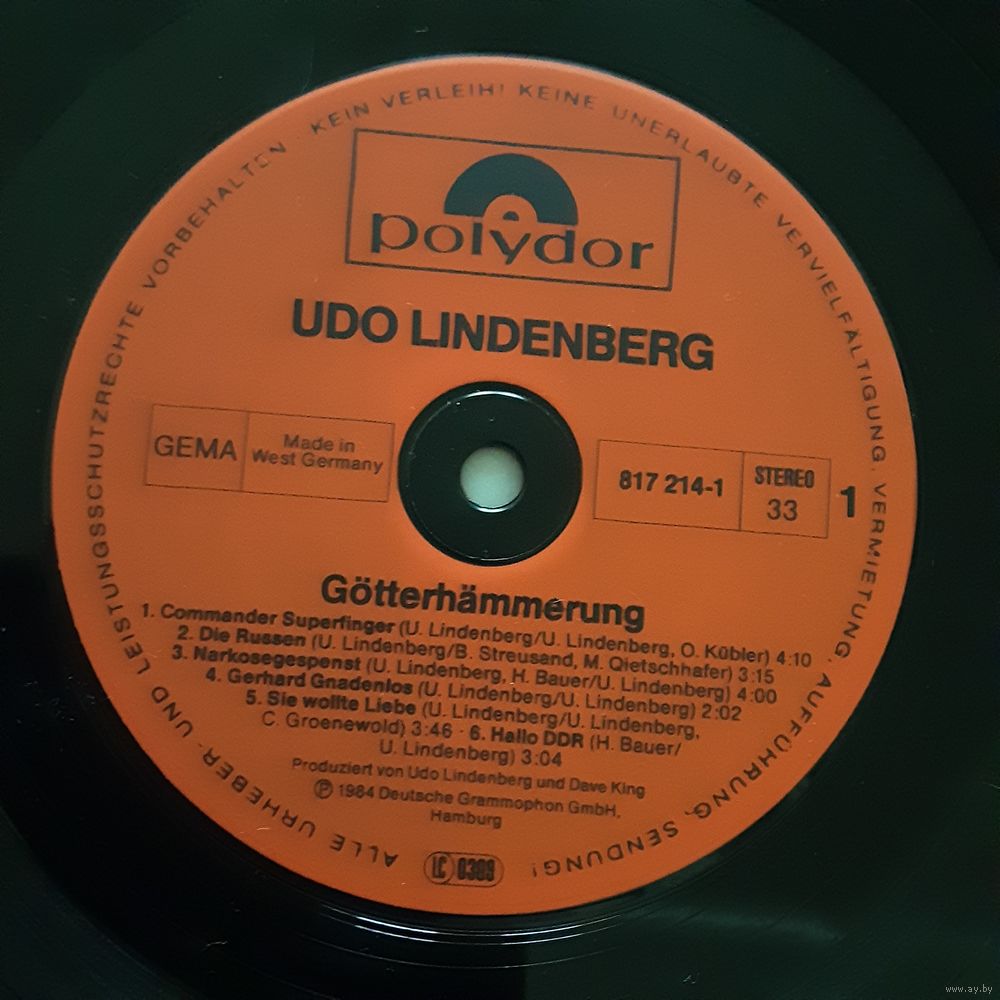 ALLE URHEBER- UND LEISTUNGSSCHUTZRECHTE VORBEHALTEN KEIN VERLEIH! KEINE UNERLAUBTE VERVIELFÄLTIGUNG, VERMIETUNG, AUFFÜHRUNG, SENDUNG!
polydor
UDO LINDENBERG
GEMA
Made in
West Germany
817 214-1
STEREO
33
1
Götterhämmerung
1. Commander Superfinger (U. Lindenberg/U. Lindenberg, O. Kübler) 4:10
2. Die Russen (U. Lindenberg/B. Streusand, M. Qietschhafer) 3:15
3. Narkosegespenst (U. Lindenberg, H. Bauer/U. Lindenberg) 4:00
4. Gerhard Gnadenlos (U. Lindenberg/U. Lindenberg) 2:02
5. Sie wollte Liebe (U. Lindenberg/U. Lindenberg,
C. Groenewold) 3:46 · 6. Hallo DDR (H. Bauer/
U. Lindenberg) 3:04
Produziert von Udo Lindenberg und Dave King
Ⓟ 1984 Deutsche Grammophon GmbH,
Hamburg
LC 0309
www.ay.by